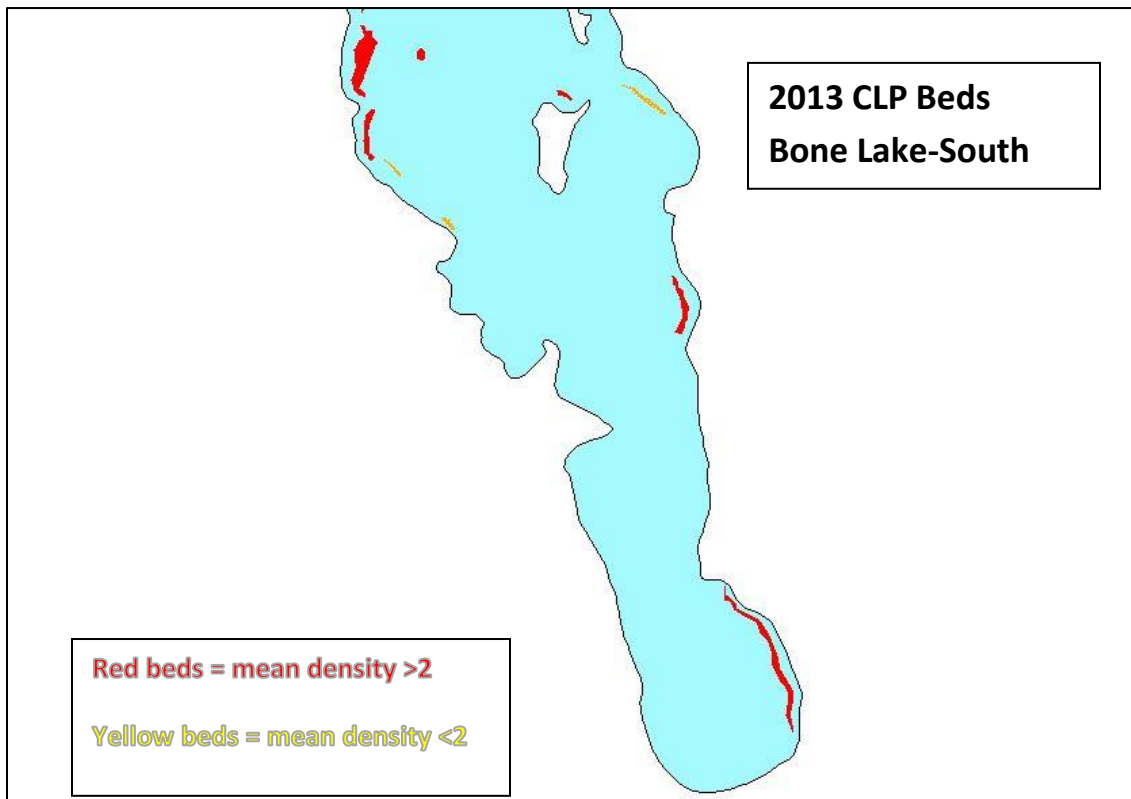 2013 CLP Beds
Bone Lake-South
Red beds = mean density >2
Yellow beds = mean density <2